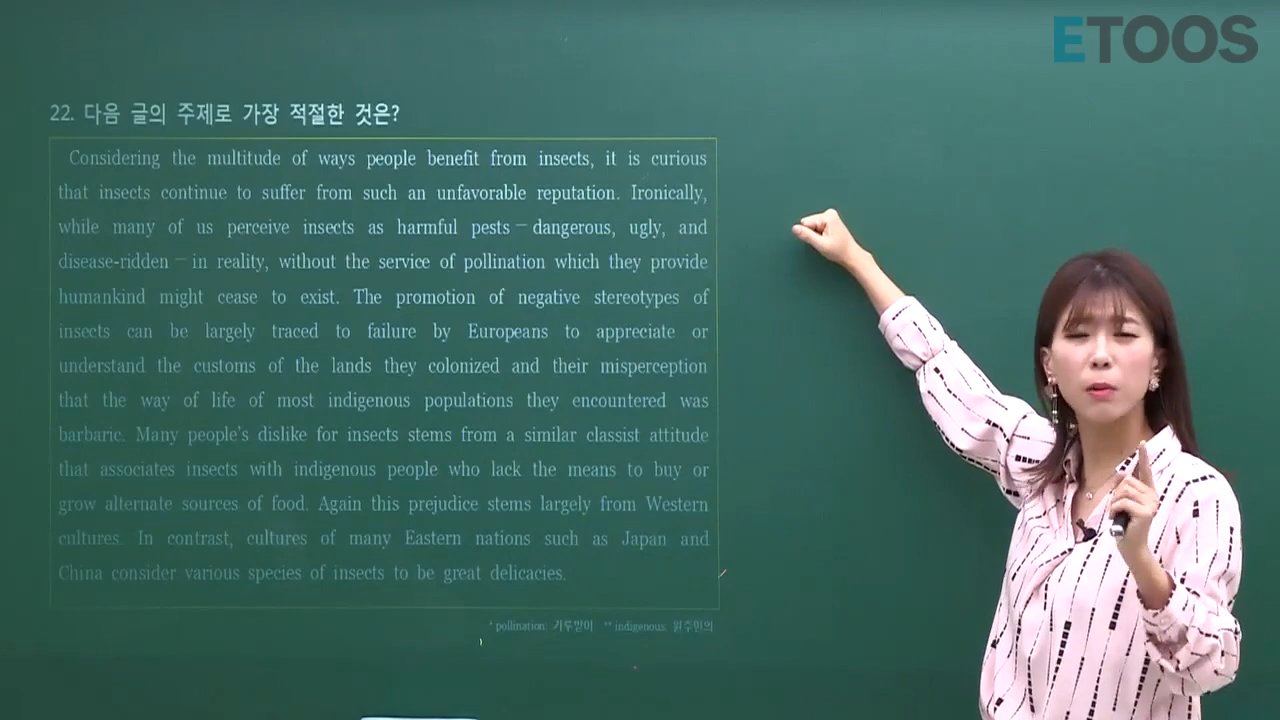 ETOOS
22. 다음 글의 주제로 가장 적절한 것은?
Considering the multitude of ways people benefit from insects, it is curious
that insects continue to suffer from such an unfavorable reputation. Ironically,
while many of us perceive insects as harmful pests — dangerous, ugly, and
disease-ridden — in reality, without the service of pollination which they provide
humankind might cease to exist. The promotion of negative stereotypes of
insects can be largely traced to failure by Europeans to appreciate or
understand the customs of the lands they colonized and their misperception
that the way of life of most indigenous populations they encountered was
barbaric. Many people's dislike for insects stems from a similar classist attitude
that associates insects with indigenous people who lack the means to buy or
grow alternate sources of food. Again this prejudice stems largely from Western
cultures. In contrast, cultures of many Eastern nations such as Japan and
China consider various species of insects to be great delicacies.
* pollination: 가루받이 ** indigenous: 원주민의